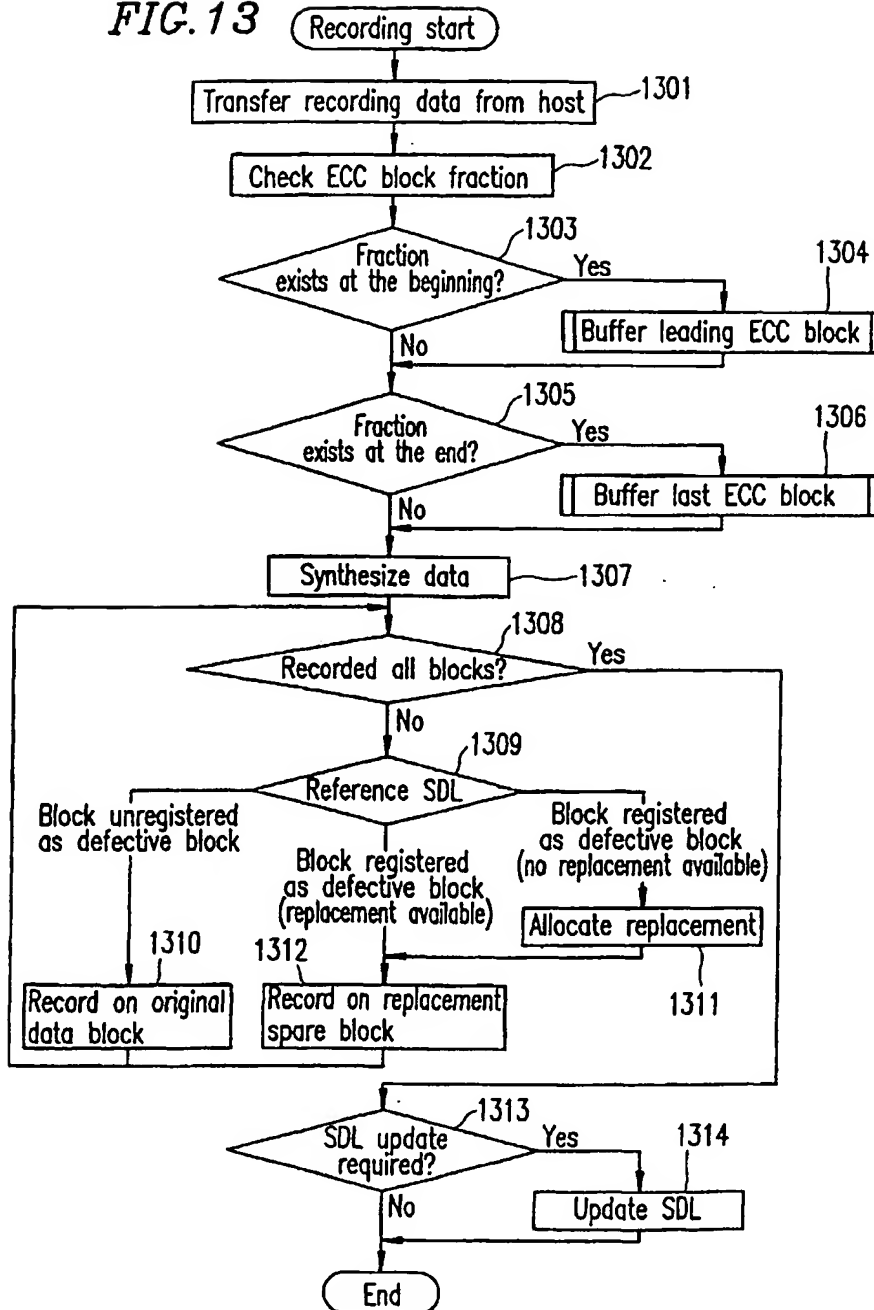 FIG.13
Recording start
Transfer recording data from host
1301
Check ECC block fraction
1302
1303
Fraction
exists at the beginning?
Yes
1304
Buffer leading ECC block
No
1305
Fraction
exists at the end?
Yes
1306
Buffer last ECC block
No
Synthesize data
1307
1308
Recorded all blocks?
Yes
No
1309
Reference SDL
Block unregistered
as defective block
Block registered
as defective block
(replacement available)
Block registered
as defective block
(no replacement available)
Allocate replacement
1311
1310
Record on original
data block
1312
Record on replacement
spare block
1313
SDL update
required?
Yes
1314
Update SDL
No
End